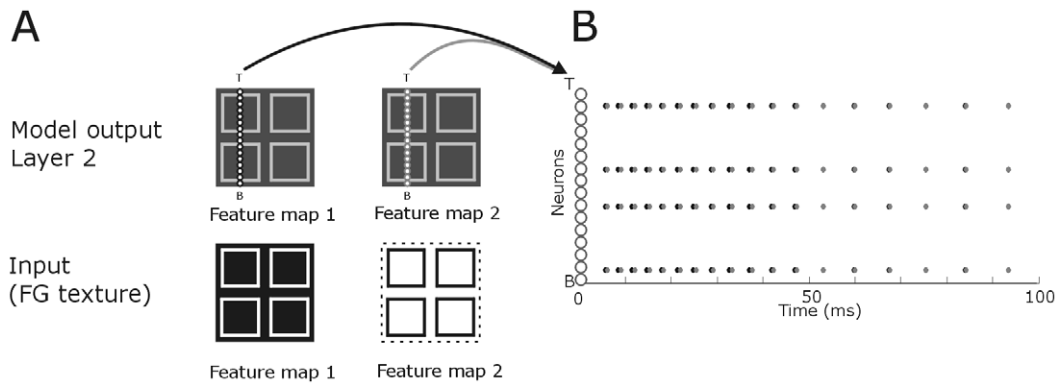 A
B
T
T
Model output
Layer 2
B
B
Feature map 1
Feature map 2
Input
(FG texture)
Feature map 1
Feature map 2
T
Neurons
B
0
50
100
Time (ms)